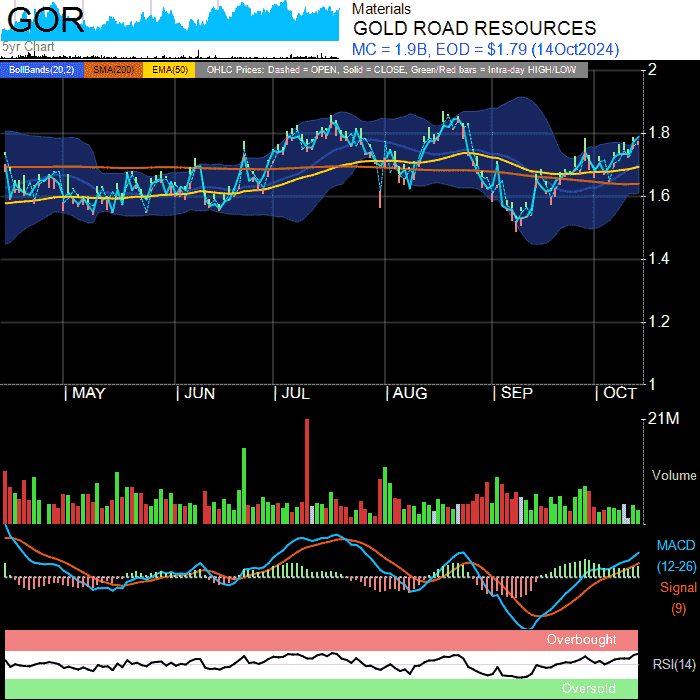 GOR
5yr Chart
Materials
GOLD ROAD RESOURCES
MC = 1.9B, EOD = $1.79 (14Oct2024)
BollBands(20,2) SMA(200) EMA(50) OHLC Prices: Dashed = OPEN, Solid = CLOSE, Green/Red bars = Intra-day HIGH/LOW
2
1.8
1.6
1.4
1.2
1
| MAY | JUN | JUL | AUG | SEP | OCT
21M
Volume
MACD
(12-26)
Signal
(9)
Overbought
RSI(14)
Oversold